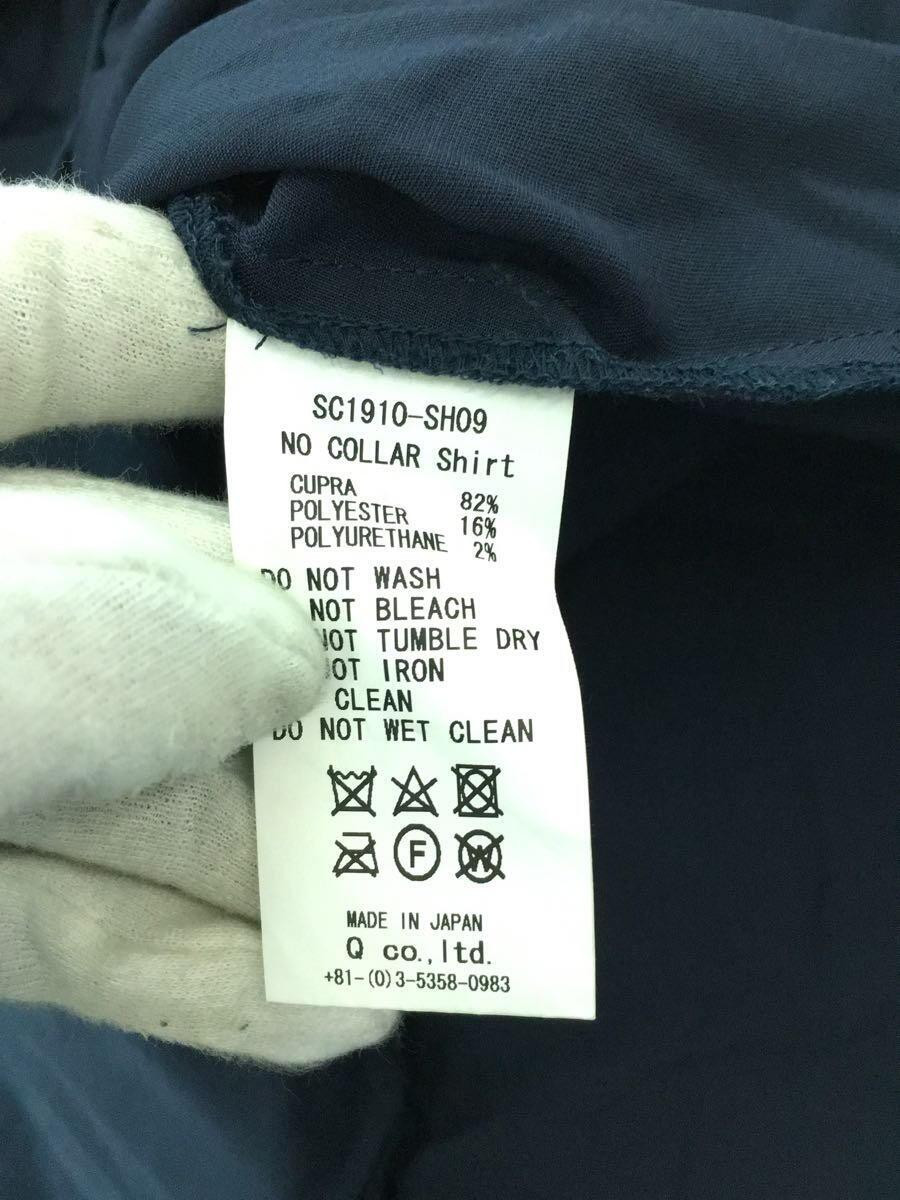 SC1910-SH09
NO COLLAR Shirt
CUPRA 82%
POLYESTER 16%
POLYURETHANE 2%
DO NOT WASH
NOT BLEACH
NOT TUMBLE DRY
NOT IRON
CLEAN
DO NOT WET CLEAN
F W
MADE IN JAPAN
Q co.,ltd.
+81-(0)3-5358-0983